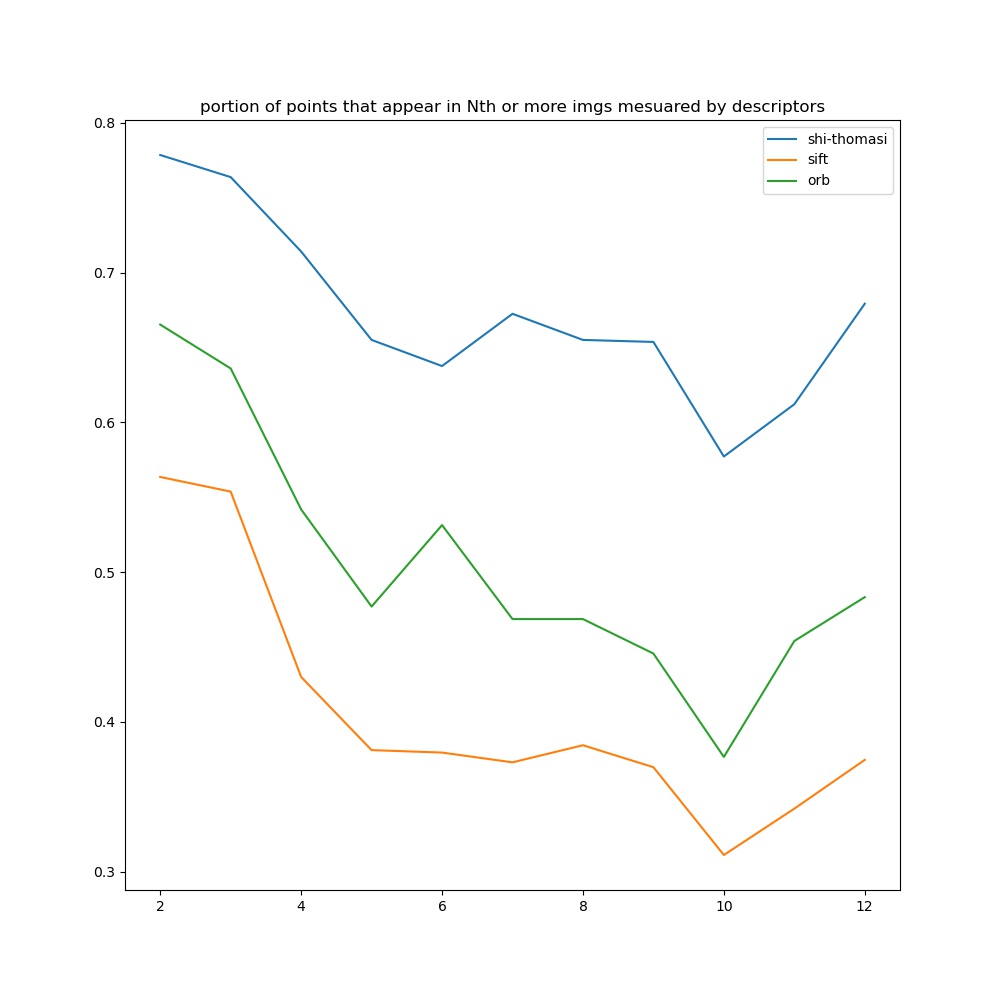 portion of points that appear in Nth or more imgs mesuared by descriptors
shi-thomasi
sift
orb
0.8
0.7
0.6
0.5
0.4
0.3
2 4 6 8 10 12